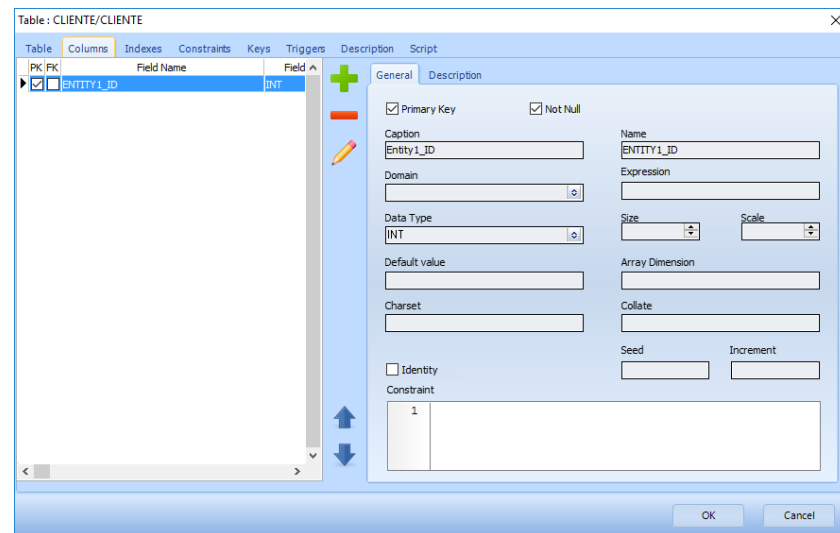 Table : CLIENTE/CLIENTE
Table Columns Indexes Constraints Keys Triggers Description Script
PK FK Field Name Field
ENTITY1_ID INT
General Description
Primary Key Not Null
Caption Name
Entity1_ID ENTITY1_ID
Domain Expression
Data Type Size Scale
INT
Default value Array Dimension
Charset Collate
Seed Increment
Identity
Constraint
1
OK Cancel